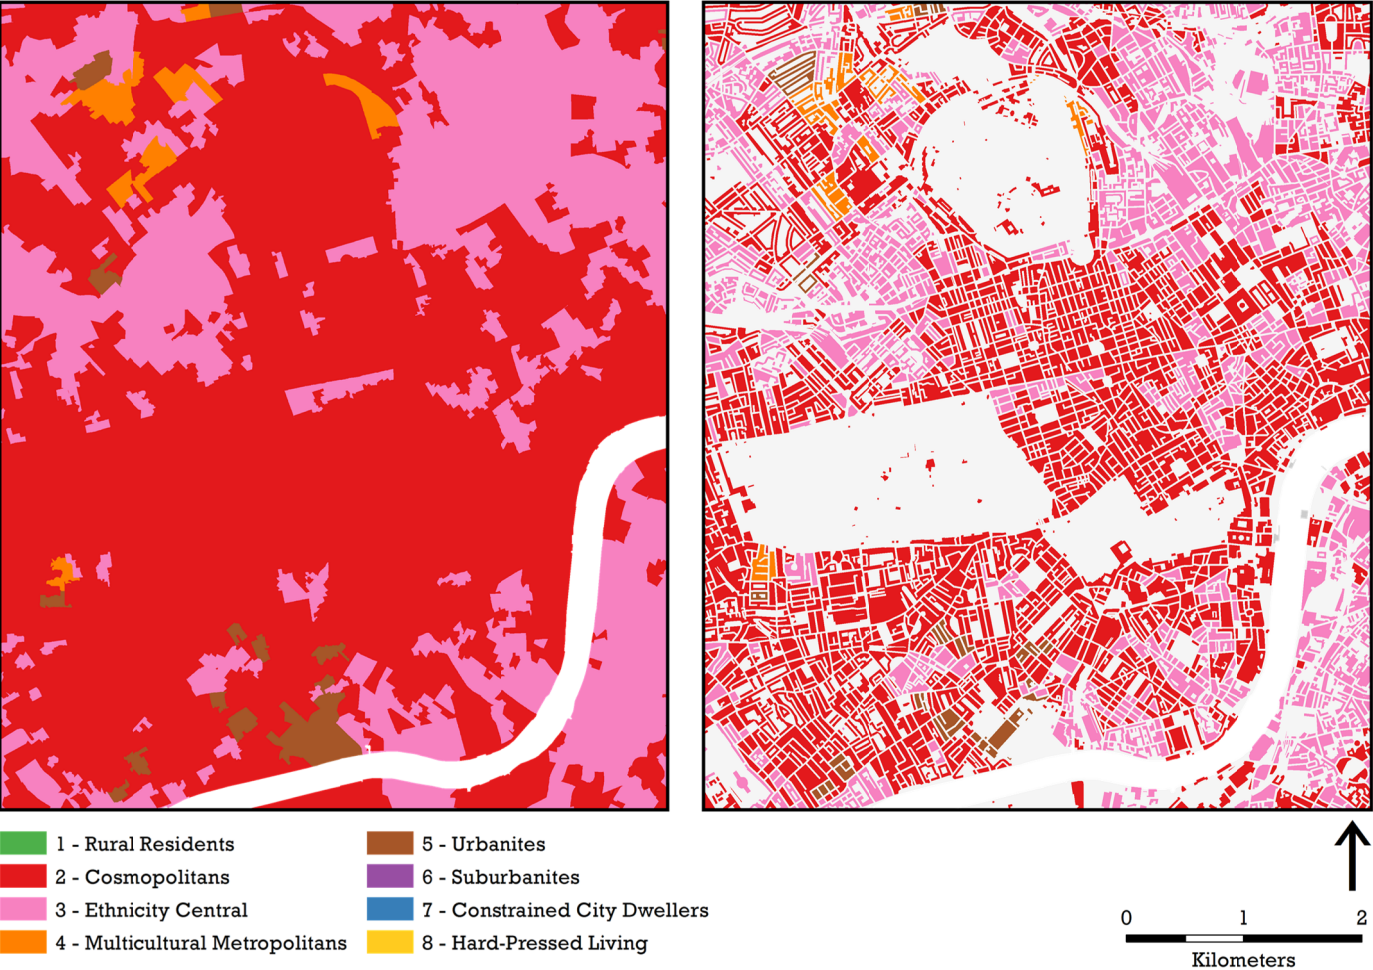 1 - Rural Residents
2 - Cosmopolitans
3 - Ethnicity Central
4 - Multicultural Metropolitans
5 - Urbanites
6 - Suburbanites
7 - Constrained City Dwellers
8 - Hard-Pressed Living
0 1 2
Kilometers